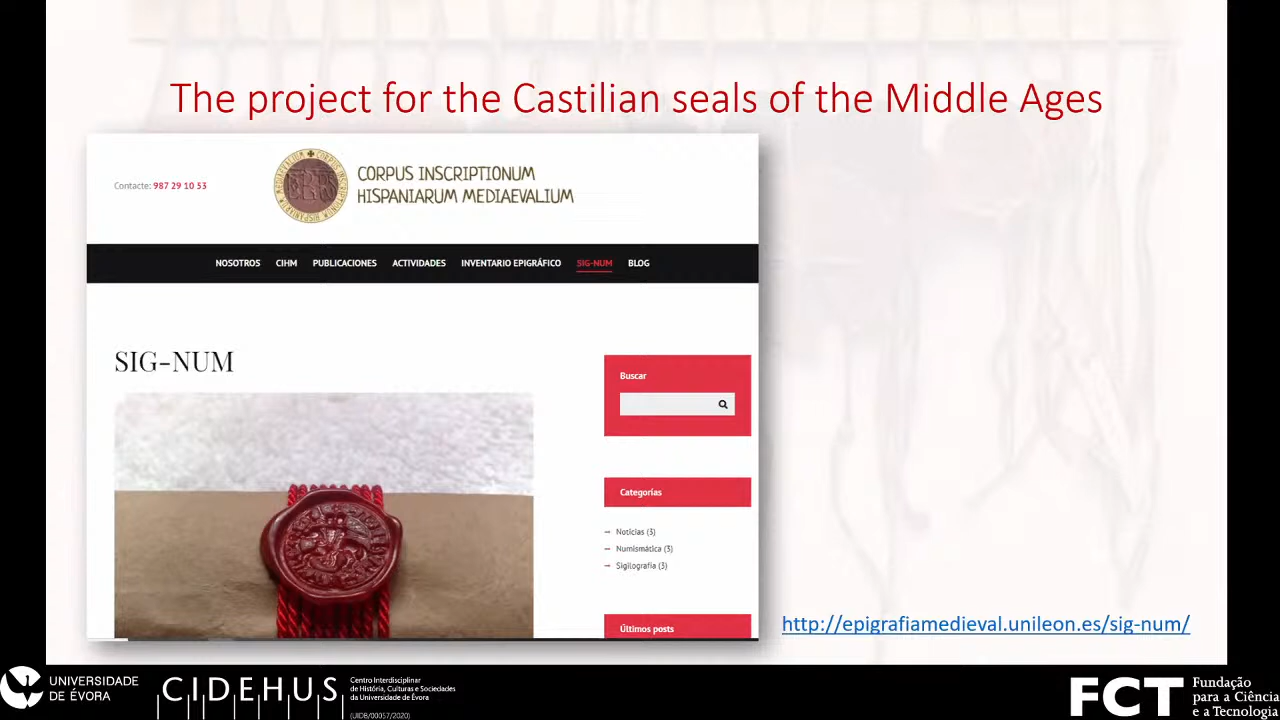 The project for the Castilian seals of the Middle Ages
Contacte: 987 29 10 53
CORPUS INSCRIPTIONUM
HISPANIARUM MEDIAEVALIUM
NOSOTROS CIHM PUBLICACIONES ACTIVIDADES INVENTARIO EPIGRÁFICO SIG-NUM BLOG
SIG-NUM
Buscar
Categorías
Noticias (3)
Numismática (3)
Sigilografía (3)
Últimos posts
http://epigrafiamedieval.unileon.es/sig-num/
UNIVERSIDADE
DE ÉVORA
CIDEHUS
Centro Interdisciplinar
de História, Culturas e Sociedades
da Universidade de Évora
(UIDB/00057/2020)
FCT
Fundação
para a Ciência
e a Tecnologia